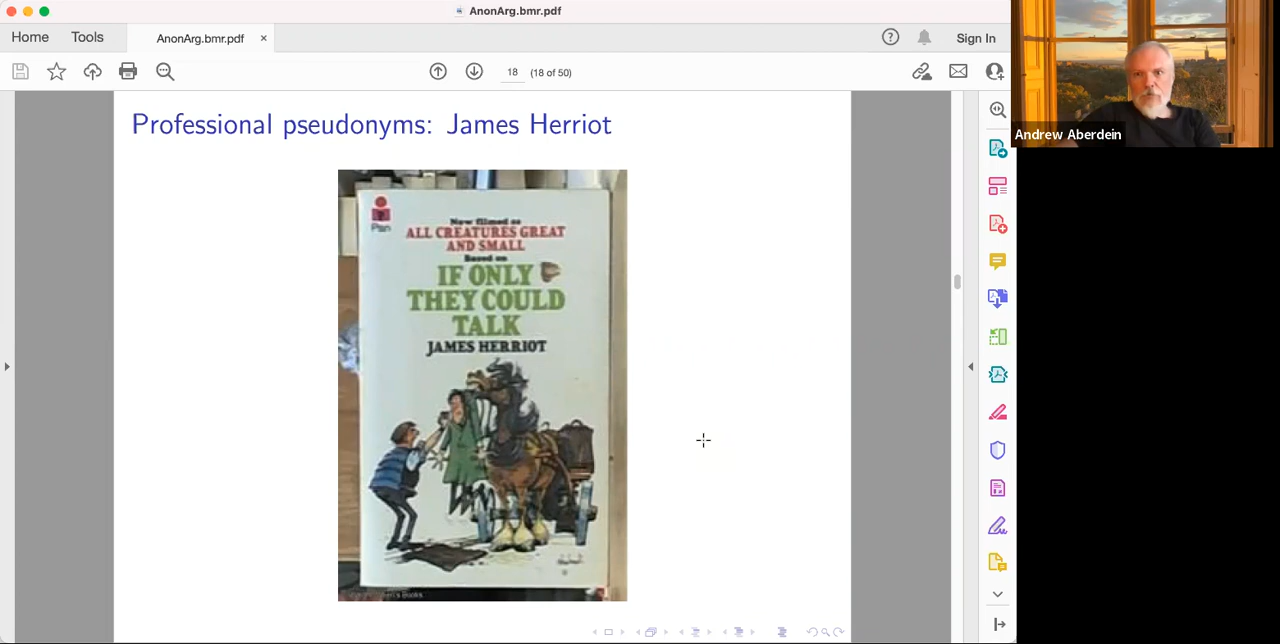 AnonArg.bmr.pdf
Home
Tools
AnonArg.bmr.pdf
×
Sign In
18
(18 of 50)
Andrew Aberdein
Professional pseudonyms: James Herriot
Pan
Now filmed as
ALL CREATURES GREAT
AND SMALL
Based on
IF ONLY
THEY COULD
TALK
JAMES HERRIOT
Books